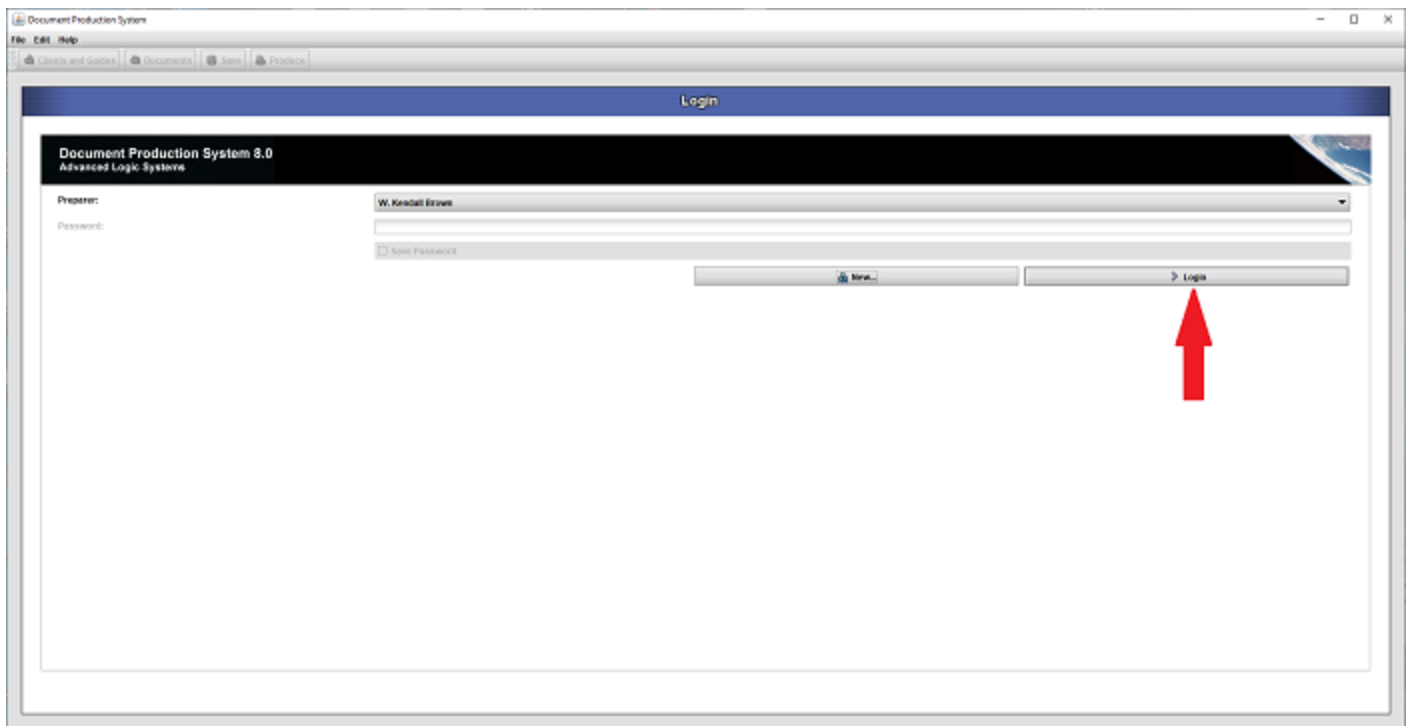 Document Production System
File Edit Help
Clients and Guides Documents Save Produce
Login
Document Production System 8.0
Advanced Logic Systems
Preparer: W. Kendall Brown
Password:
Save Password
New... Login